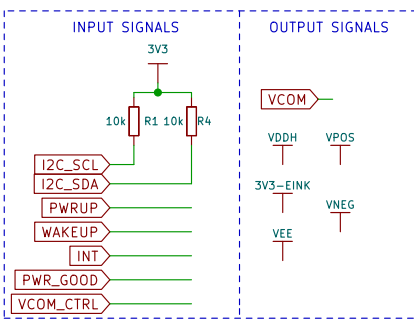 INPUT SIGNALS
3V3
10k R1 10k R4
I2C_SCL
I2C_SDA
PWRUP
WAKEUP
INT
PWR_GOOD
VCOM_CTRL
OUTPUT SIGNALS
VCOM
VDDH VPOS
3V3-EINK
VNEG
VEE